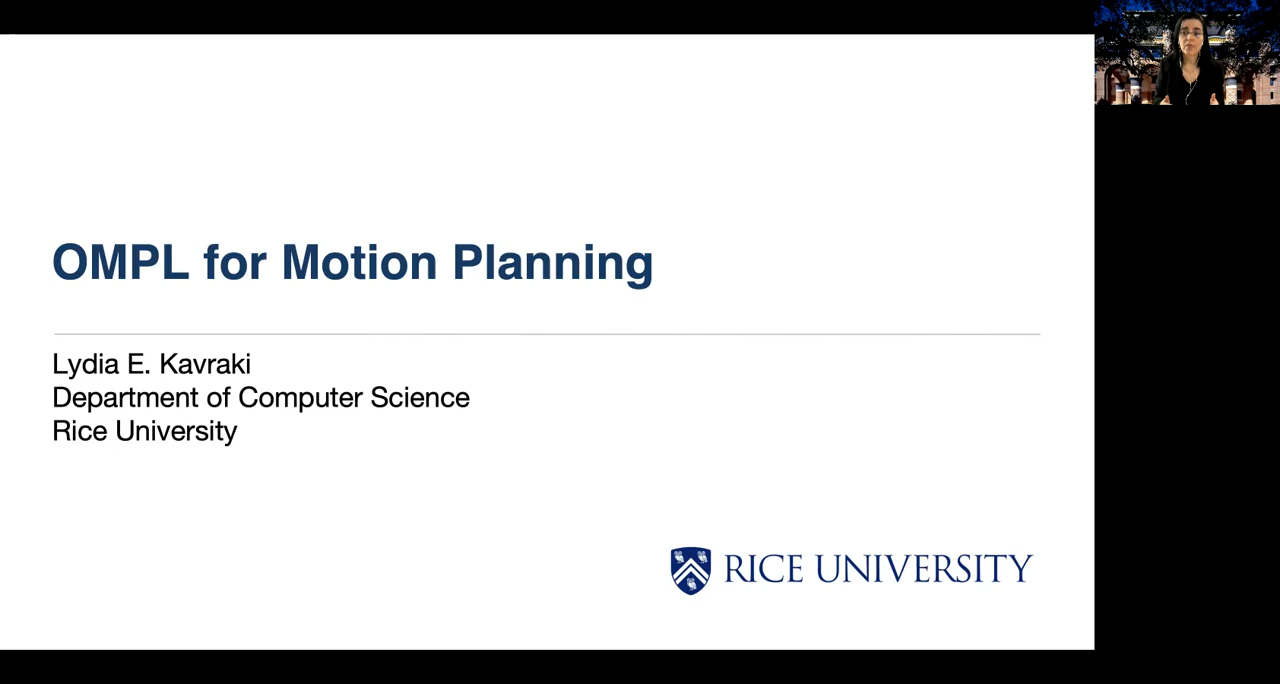 OMPL for Motion Planning
Lydia E. Kavraki
Department of Computer Science
Rice University
RICE UNIVERSITY